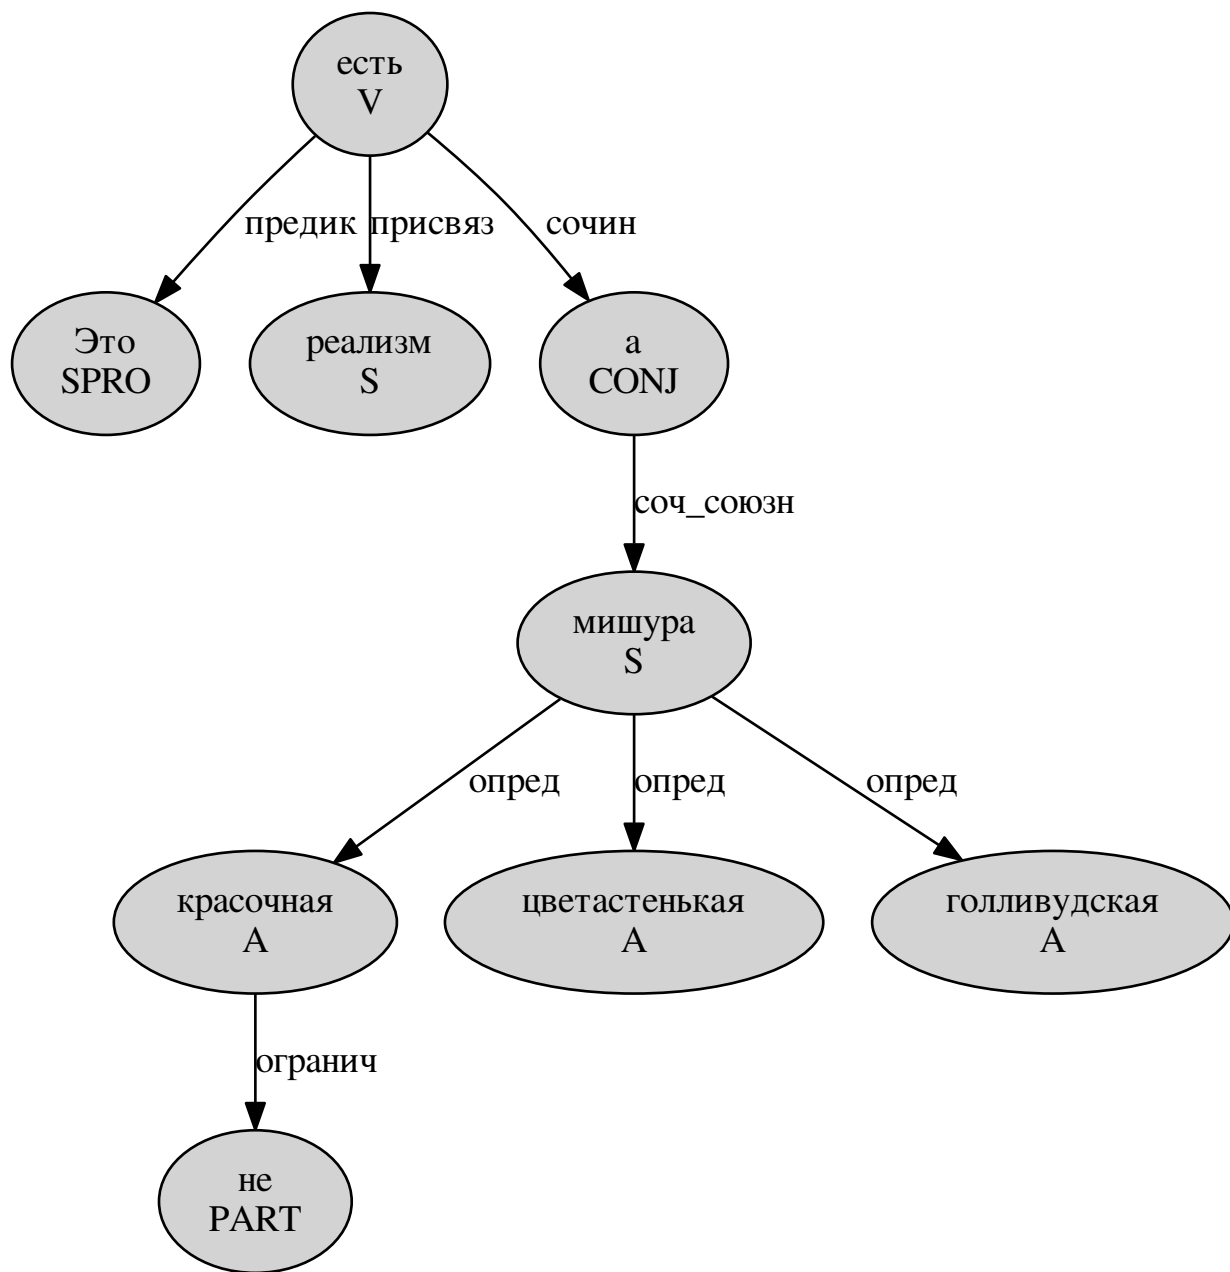 есть
V
предик
присвяз
сочин
Это
SPRO
реализм
S
а
CONJ
соч_союзн
мишура
S
опред
опред
опред
красочная
A
цветастенькая
A
голливудская
A
огранич
не
PART